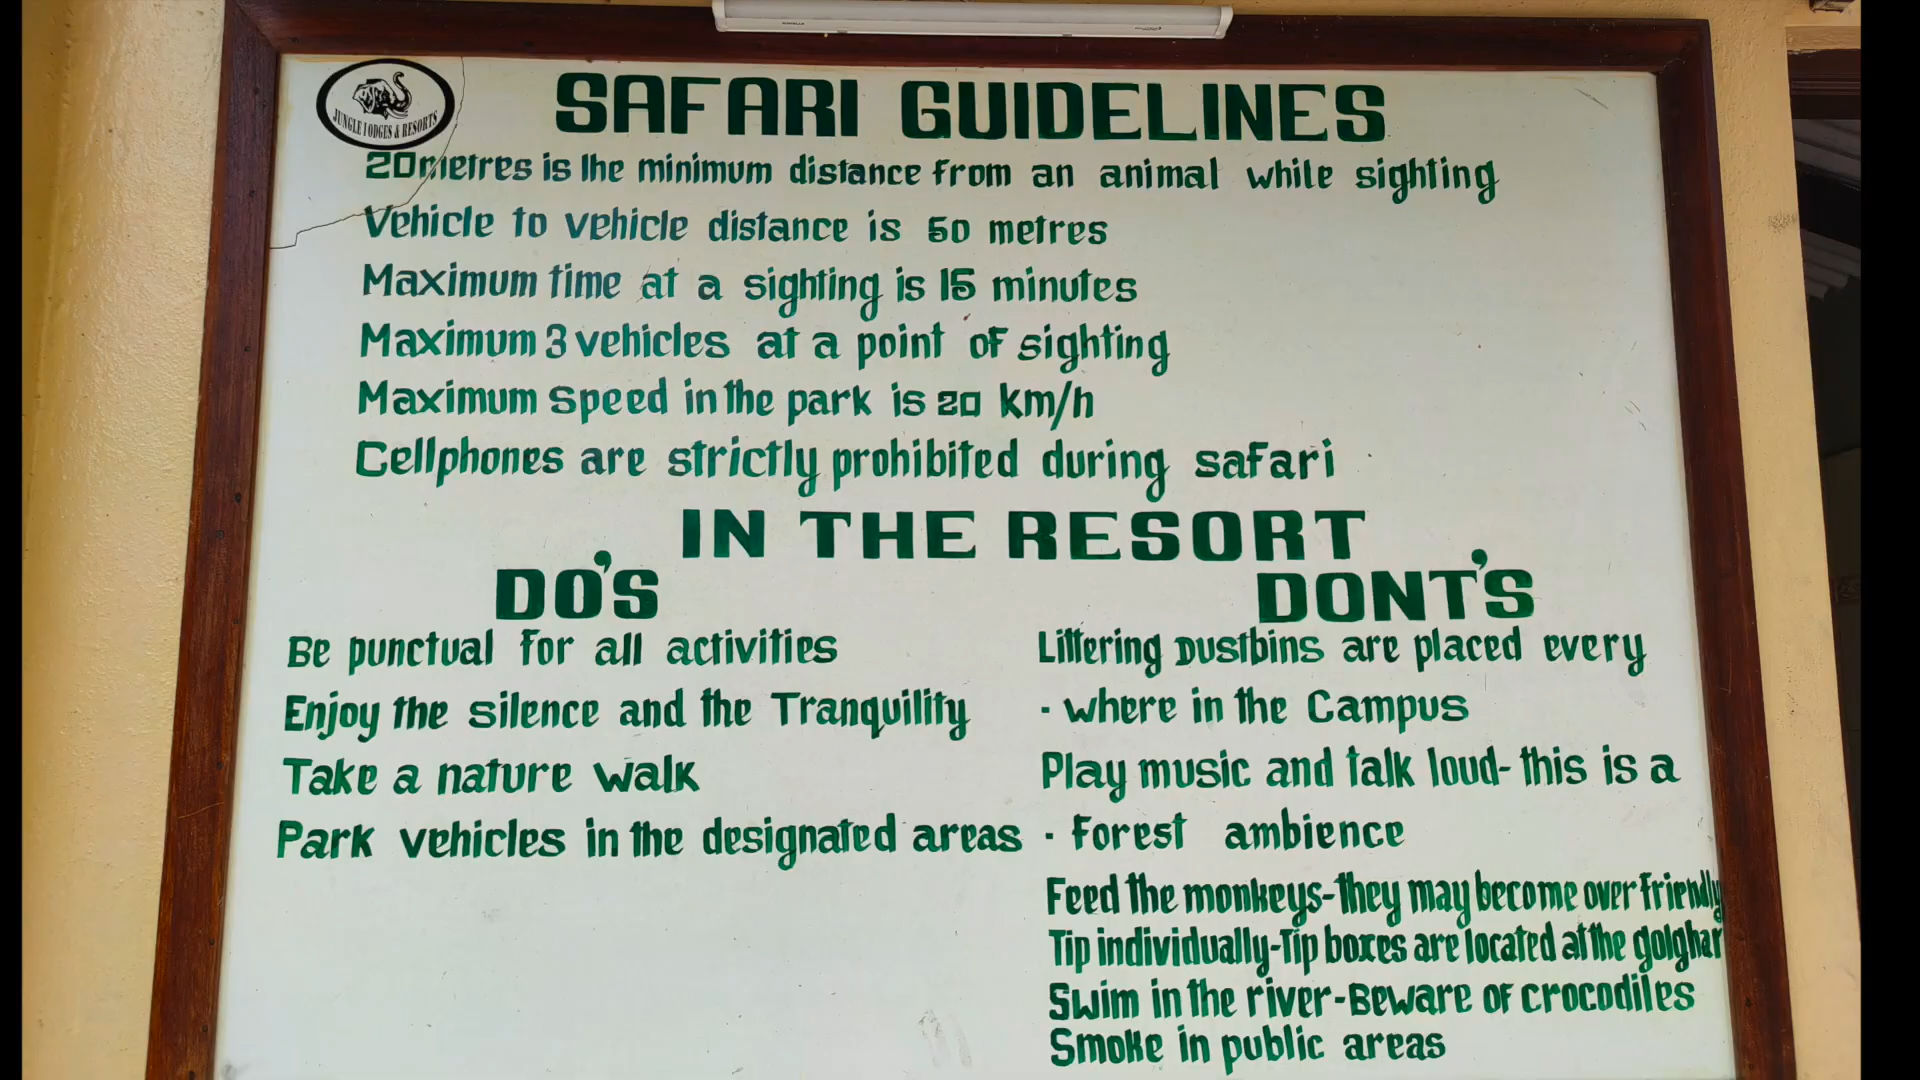 JUNGLE LODGES & RESORTS
SAFARI GUIDELINES
20 metres is the minimum distance from an animal while sighting
Vehicle to vehicle distance is 50 metres
Maximum time at a sighting is 15 minutes
Maximum 3 vehicles at a point of sighting
Maximum speed in the park is 20 km/h
Cellphones are strictly prohibited during safari
IN THE RESORT
DO'S
Be punctual for all activities
Enjoy the silence and the Tranquility
Take a nature walk
Park vehicles in the designated areas
DONT'S
Littering Dustbins are placed every
- where in the Campus
Play music and talk loud- this is a
- Forest ambience
Feed the monkeys-they may become over friendly
Tip individually-Tip boxes are located at the golghar
Swim in the river-Beware of crocodiles
Smoke in public areas